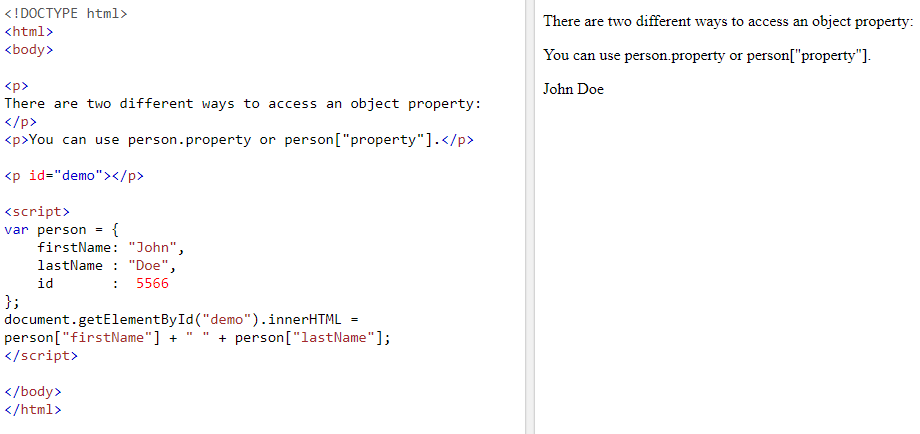 <!DOCTYPE html>
<html>
<body>

<p>
There are two different ways to access an object property:
</p>
<p>You can use person.property or person["property"].</p>

<p id="demo"></p>

<script>
var person = {
    firstName: "John",
    lastName : "Doe",
    id       :  5566
};
document.getElementById("demo").innerHTML =
person["firstName"] + " " + person["lastName"];
</script>

</body>
</html>
There are two different ways to access an object property:
You can use person.property or person["property"].
John Doe